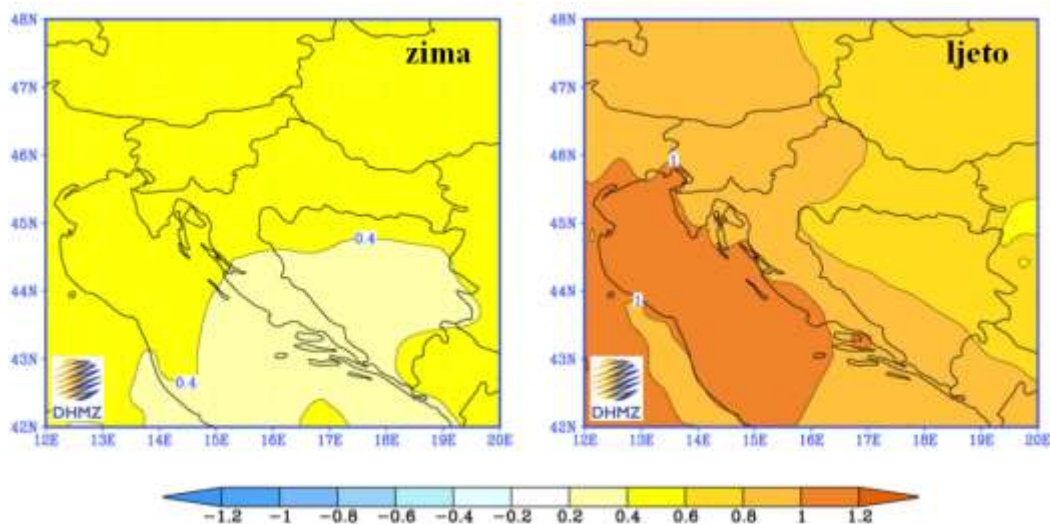 48N
zima
47N
46N
45N
0.4
44N
43N
0.4
DHMZ
42N
12E 13E 14E 15E 16E 17E 18E 19E 20E
48N
ljeto
47N
46N
1
45N
44N
1
43N
DHMZ
42N
12E 13E 14E 15E 16E 17E 18E 19E 20E
-1.2 -1 -0.8 -0.6 -0.4 -0.2 0.2 0.4 0.6 0.8 1 1.2